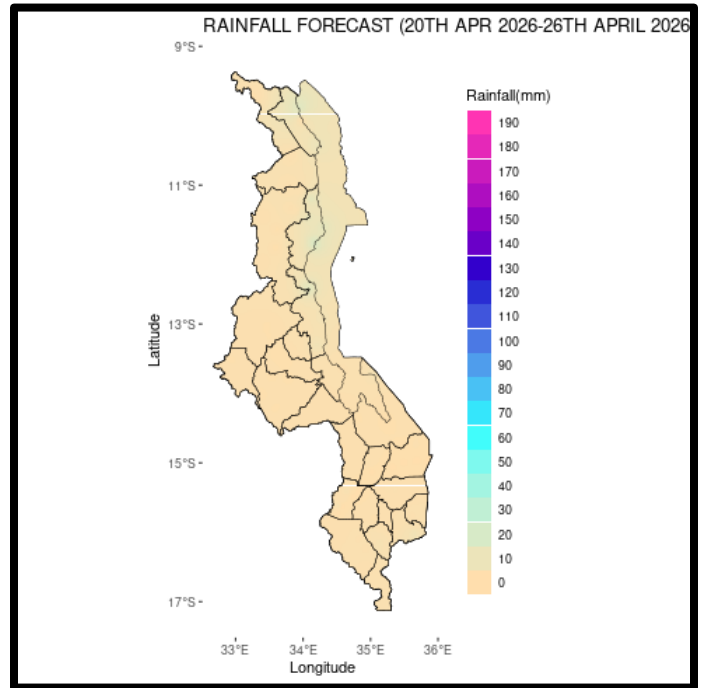 RAINFALL FORECAST (20TH APR 2026-26TH APRIL 2026
9°S
11°S
13°S
15°S
17°S
Latitude
33°E 34°E 35°E 36°E
Longitude
Rainfall(mm)
190
180
170
160
150
140
130
120
110
100
90
80
70
60
50
40
30
20
10
0